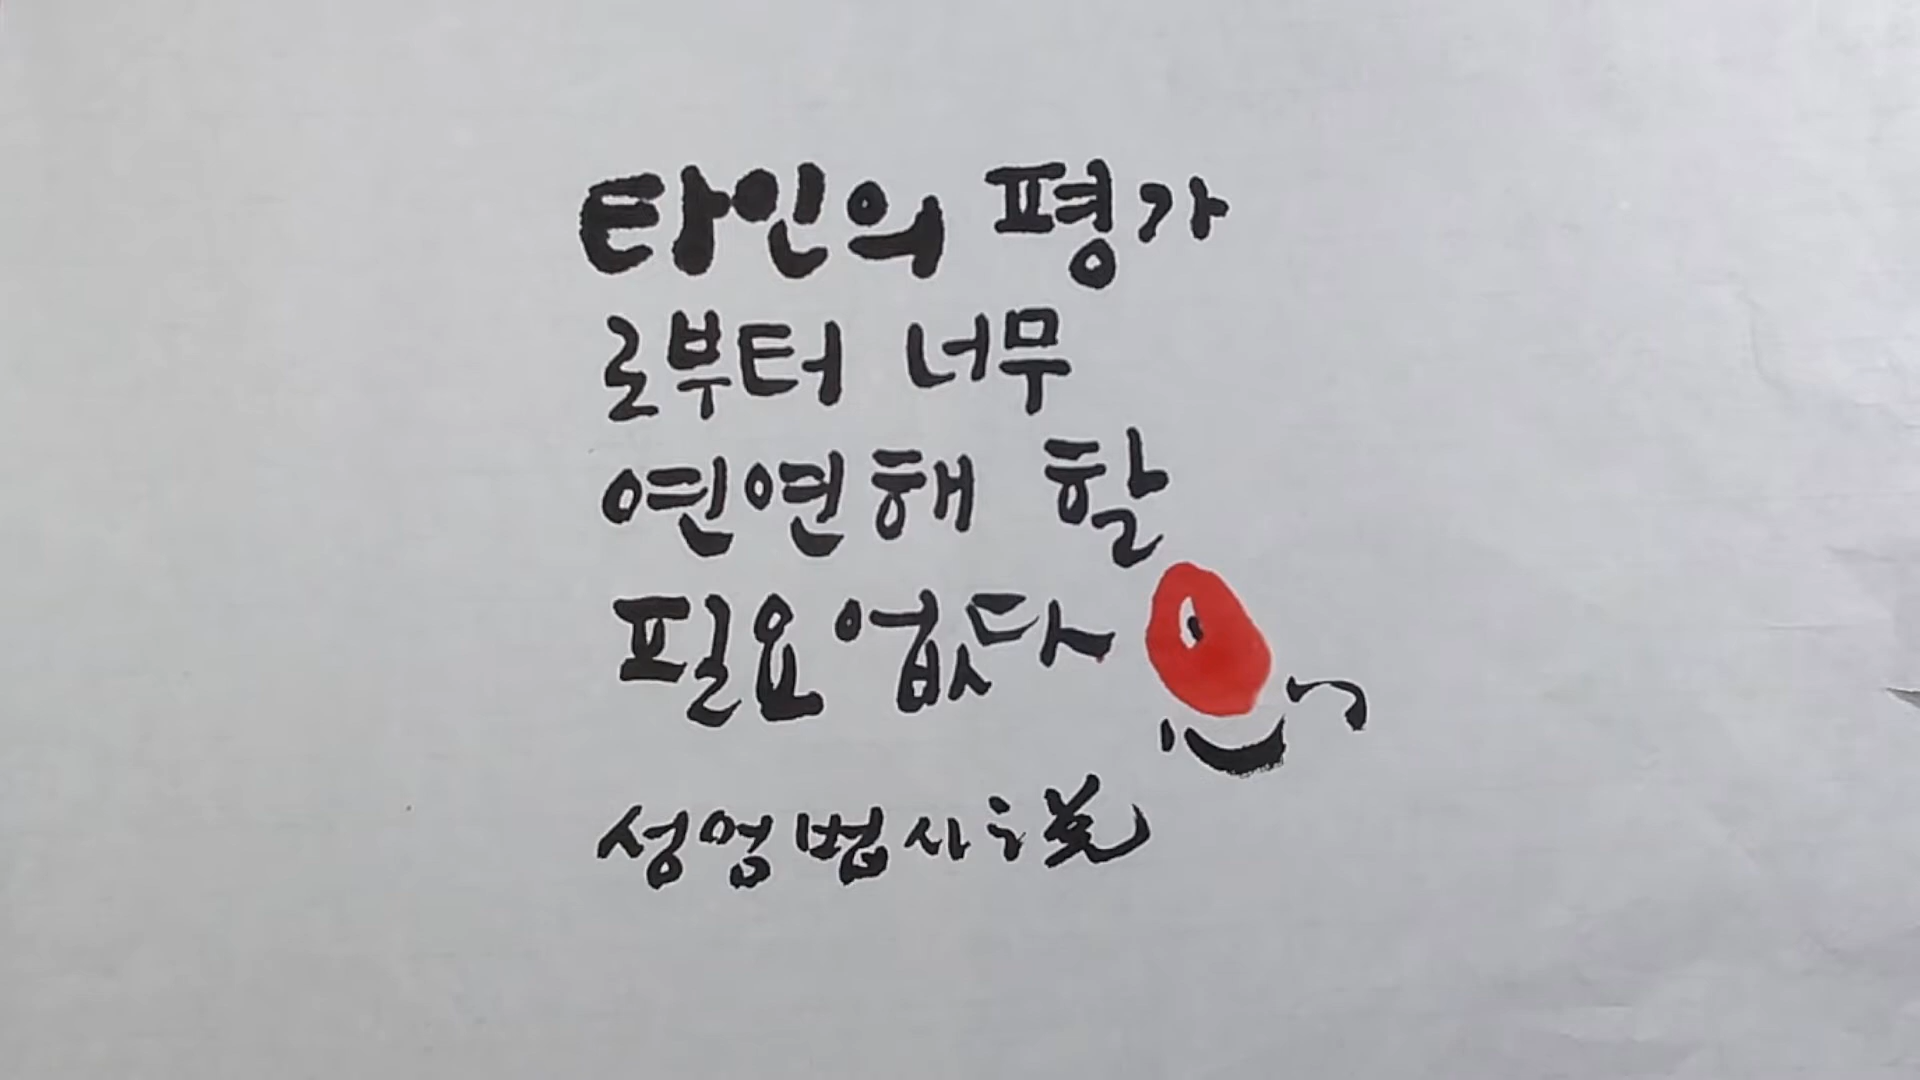 타인의 평가
로부터 너무
연연해 할
필요없다
성영법사